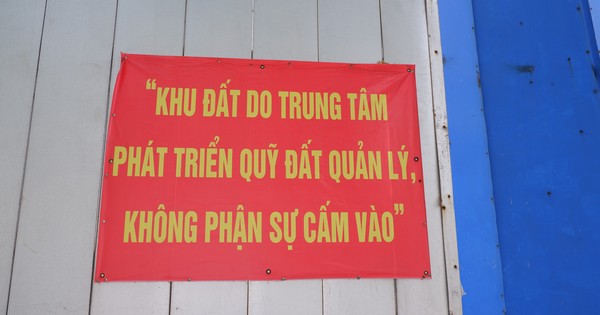 “KHU ĐẤT DO TRUNG TÂM
PHÁT TRIỂN QUỸ ĐẤT QUẢN LÝ,
KHÔNG PHẬN SỰ CẤM VÀO”